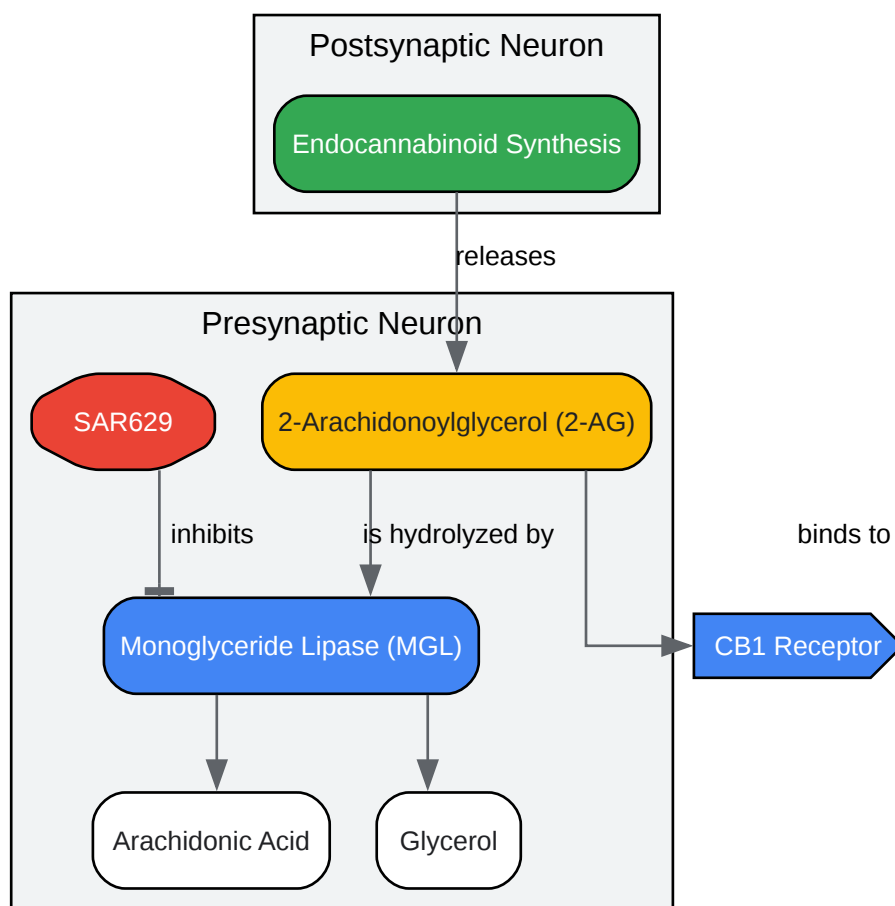 Postsynaptic Neuron
Endocannabinoid Synthesis
releases
Presynaptic Neuron
SAR629
2-Arachidonoylglycerol (2-AG)
inhibits
is hydrolyzed by
binds to
Monoglyceride Lipase (MGL)
CB1 Receptor
Arachidonic Acid
Glycerol